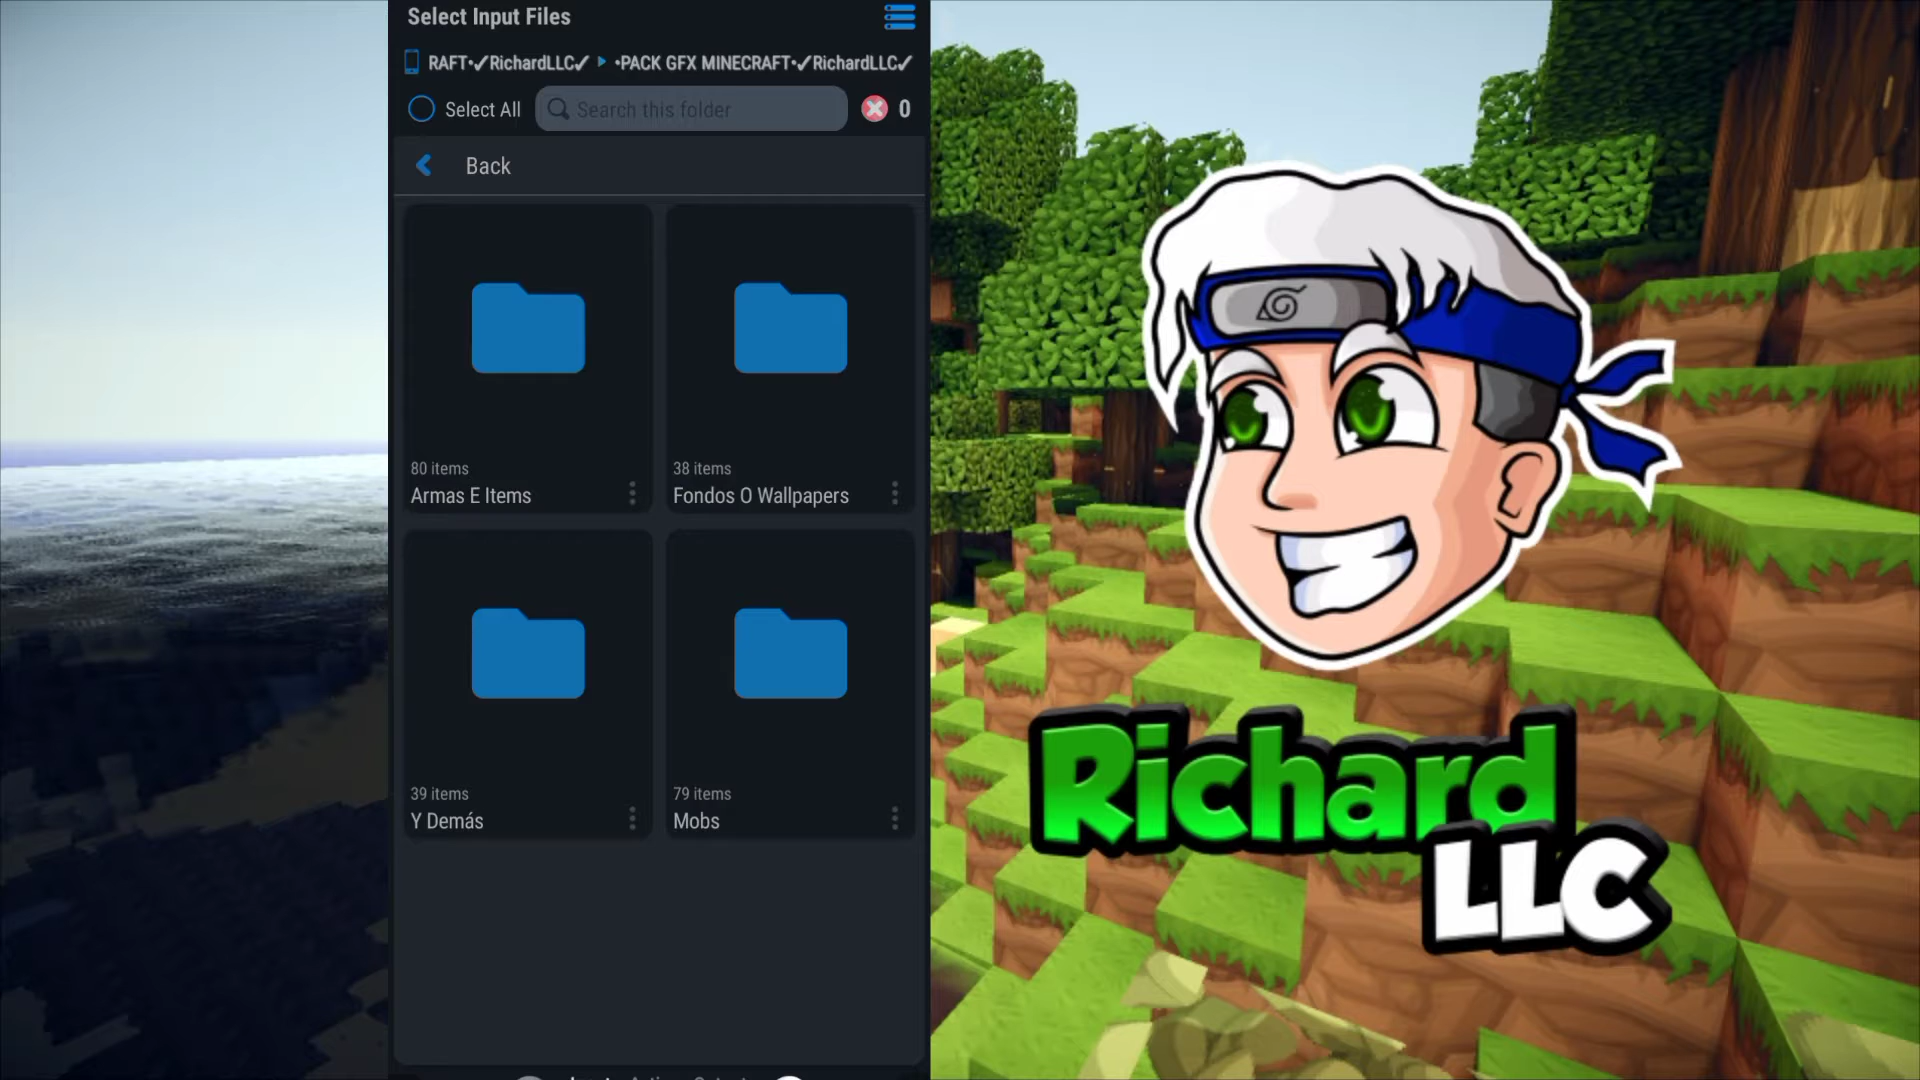 Select Input Files
RAFT•✓RichardLLC✓ ▸ •PACK GFX MINECRAFT•✓RichardLLC✓
Select All
Search this folder
0
Back
80 items
Armas E Items
38 items
Fondos O Wallpapers
39 items
Y Demás
79 items
Mobs
Richard
LLC